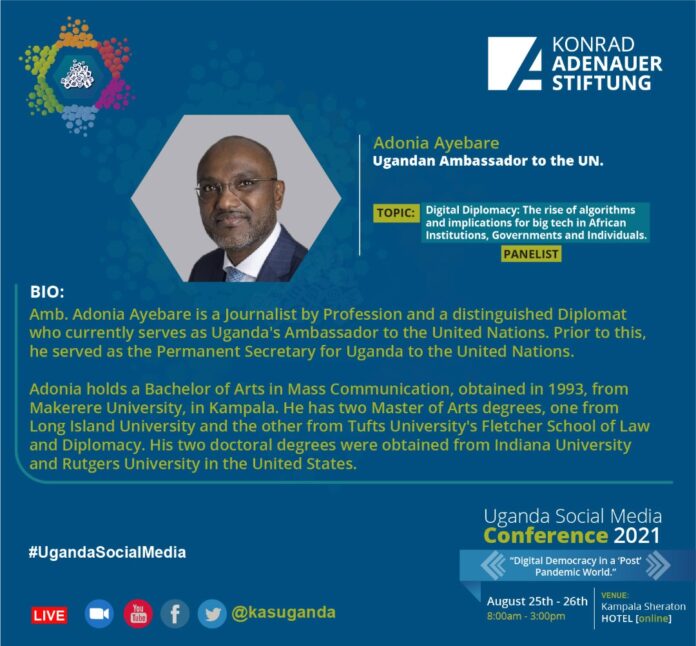 KONRAD
ADENAUER
STIFTUNG
Adonia Ayebare
Ugandan Ambassador to the UN.
TOPIC:
Digital Diplomacy: The rise of algorithms
and implications for big tech in African
Institutions, Governments and Individuals.
PANELIST
BIO:
Amb. Adonia Ayebare is a Journalist by Profession and a distinguished Diplomat
who currently serves as Uganda's Ambassador to the United Nations. Prior to this,
he served as the Permanent Secretary for Uganda to the United Nations.
Adonia holds a Bachelor of Arts in Mass Communication, obtained in 1993, from
Makerere University, in Kampala. He has two Master of Arts degrees, one from
Long Island University and the other from Tufts University's Fletcher School of Law
and Diplomacy. His two doctoral degrees were obtained from Indiana University
and Rutgers University in the United States.
#UgandaSocialMedia
LIVE
You
Tube
@kasuganda
Uganda Social Media
Conference 2021
"Digital Democracy in a 'Post'
Pandemic World."
August 25th - 26th
8:00am - 3:00pm
VENUE:
Kampala Sheraton
HOTEL [online]